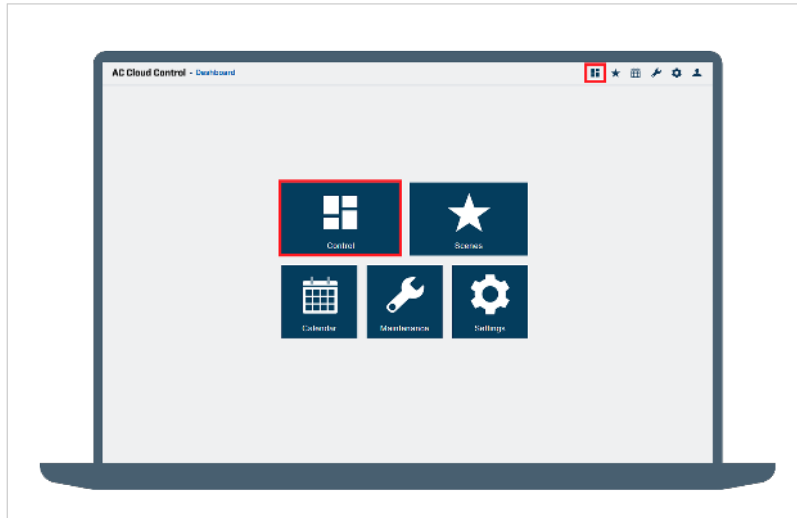 AC Cloud Control - Dashboard
Control
Scenes
Calendar
Maintenance
Settings